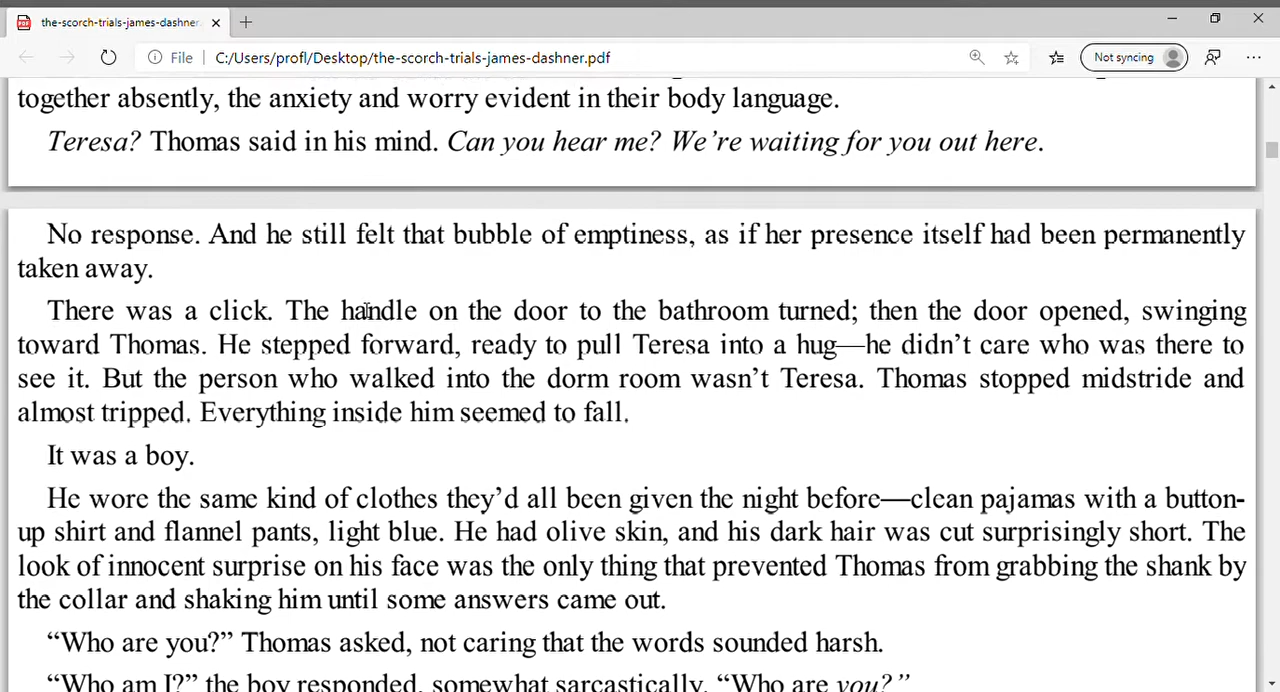 the-scorch-trials-james-dashner
File
C:/Users/profl/Desktop/the-scorch-trials-james-dashner.pdf
Not syncing
together absently, the anxiety and worry evident in their body language.
Teresa? Thomas said in his mind. Can you hear me? We’re waiting for you out here.
No response. And he still felt that bubble of emptiness, as if her presence itself had been permanently
taken away.
There was a click. The handle on the door to the bathroom turned; then the door opened, swinging
toward Thomas. He stepped forward, ready to pull Teresa into a hug—he didn’t care who was there to
see it. But the person who walked into the dorm room wasn’t Teresa. Thomas stopped midstride and
almost tripped. Everything inside him seemed to fall.
It was a boy.
He wore the same kind of clothes they’d all been given the night before—clean pajamas with a button-
up shirt and flannel pants, light blue. He had olive skin, and his dark hair was cut surprisingly short. The
look of innocent surprise on his face was the only thing that prevented Thomas from grabbing the shank by
the collar and shaking him until some answers came out.
“Who are you?” Thomas asked, not caring that the words sounded harsh.
“Who am I?” the boy responded, somewhat sarcastically. “Who are you?”